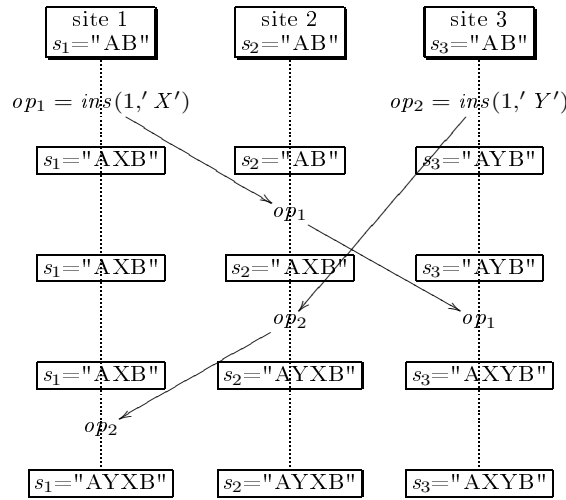 site 1 site 2 site 3
s₁="AB" s₂="AB" s₃="AB"
op₁ = ins(1,′ X′) op₂ = ins(1,′ Y′)
s₁="AXB" s₂="AB" s₃="AYB"
op₁
s₁="AXB" s₂="AXB" s₃="AYB"
op₂ op₁
s₁="AXB" s₂="AYXB" s₃="AXYB"
op₂
s₁="AYXB" s₂="AYXB" s₃="AXYB"